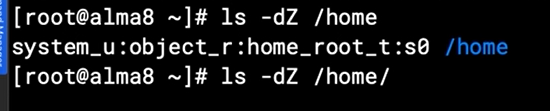 [root@alma8 ~]# ls -dZ /home
system_u:object_r:home_root_t:s0 /home
[root@alma8 ~]# ls -dZ /home/